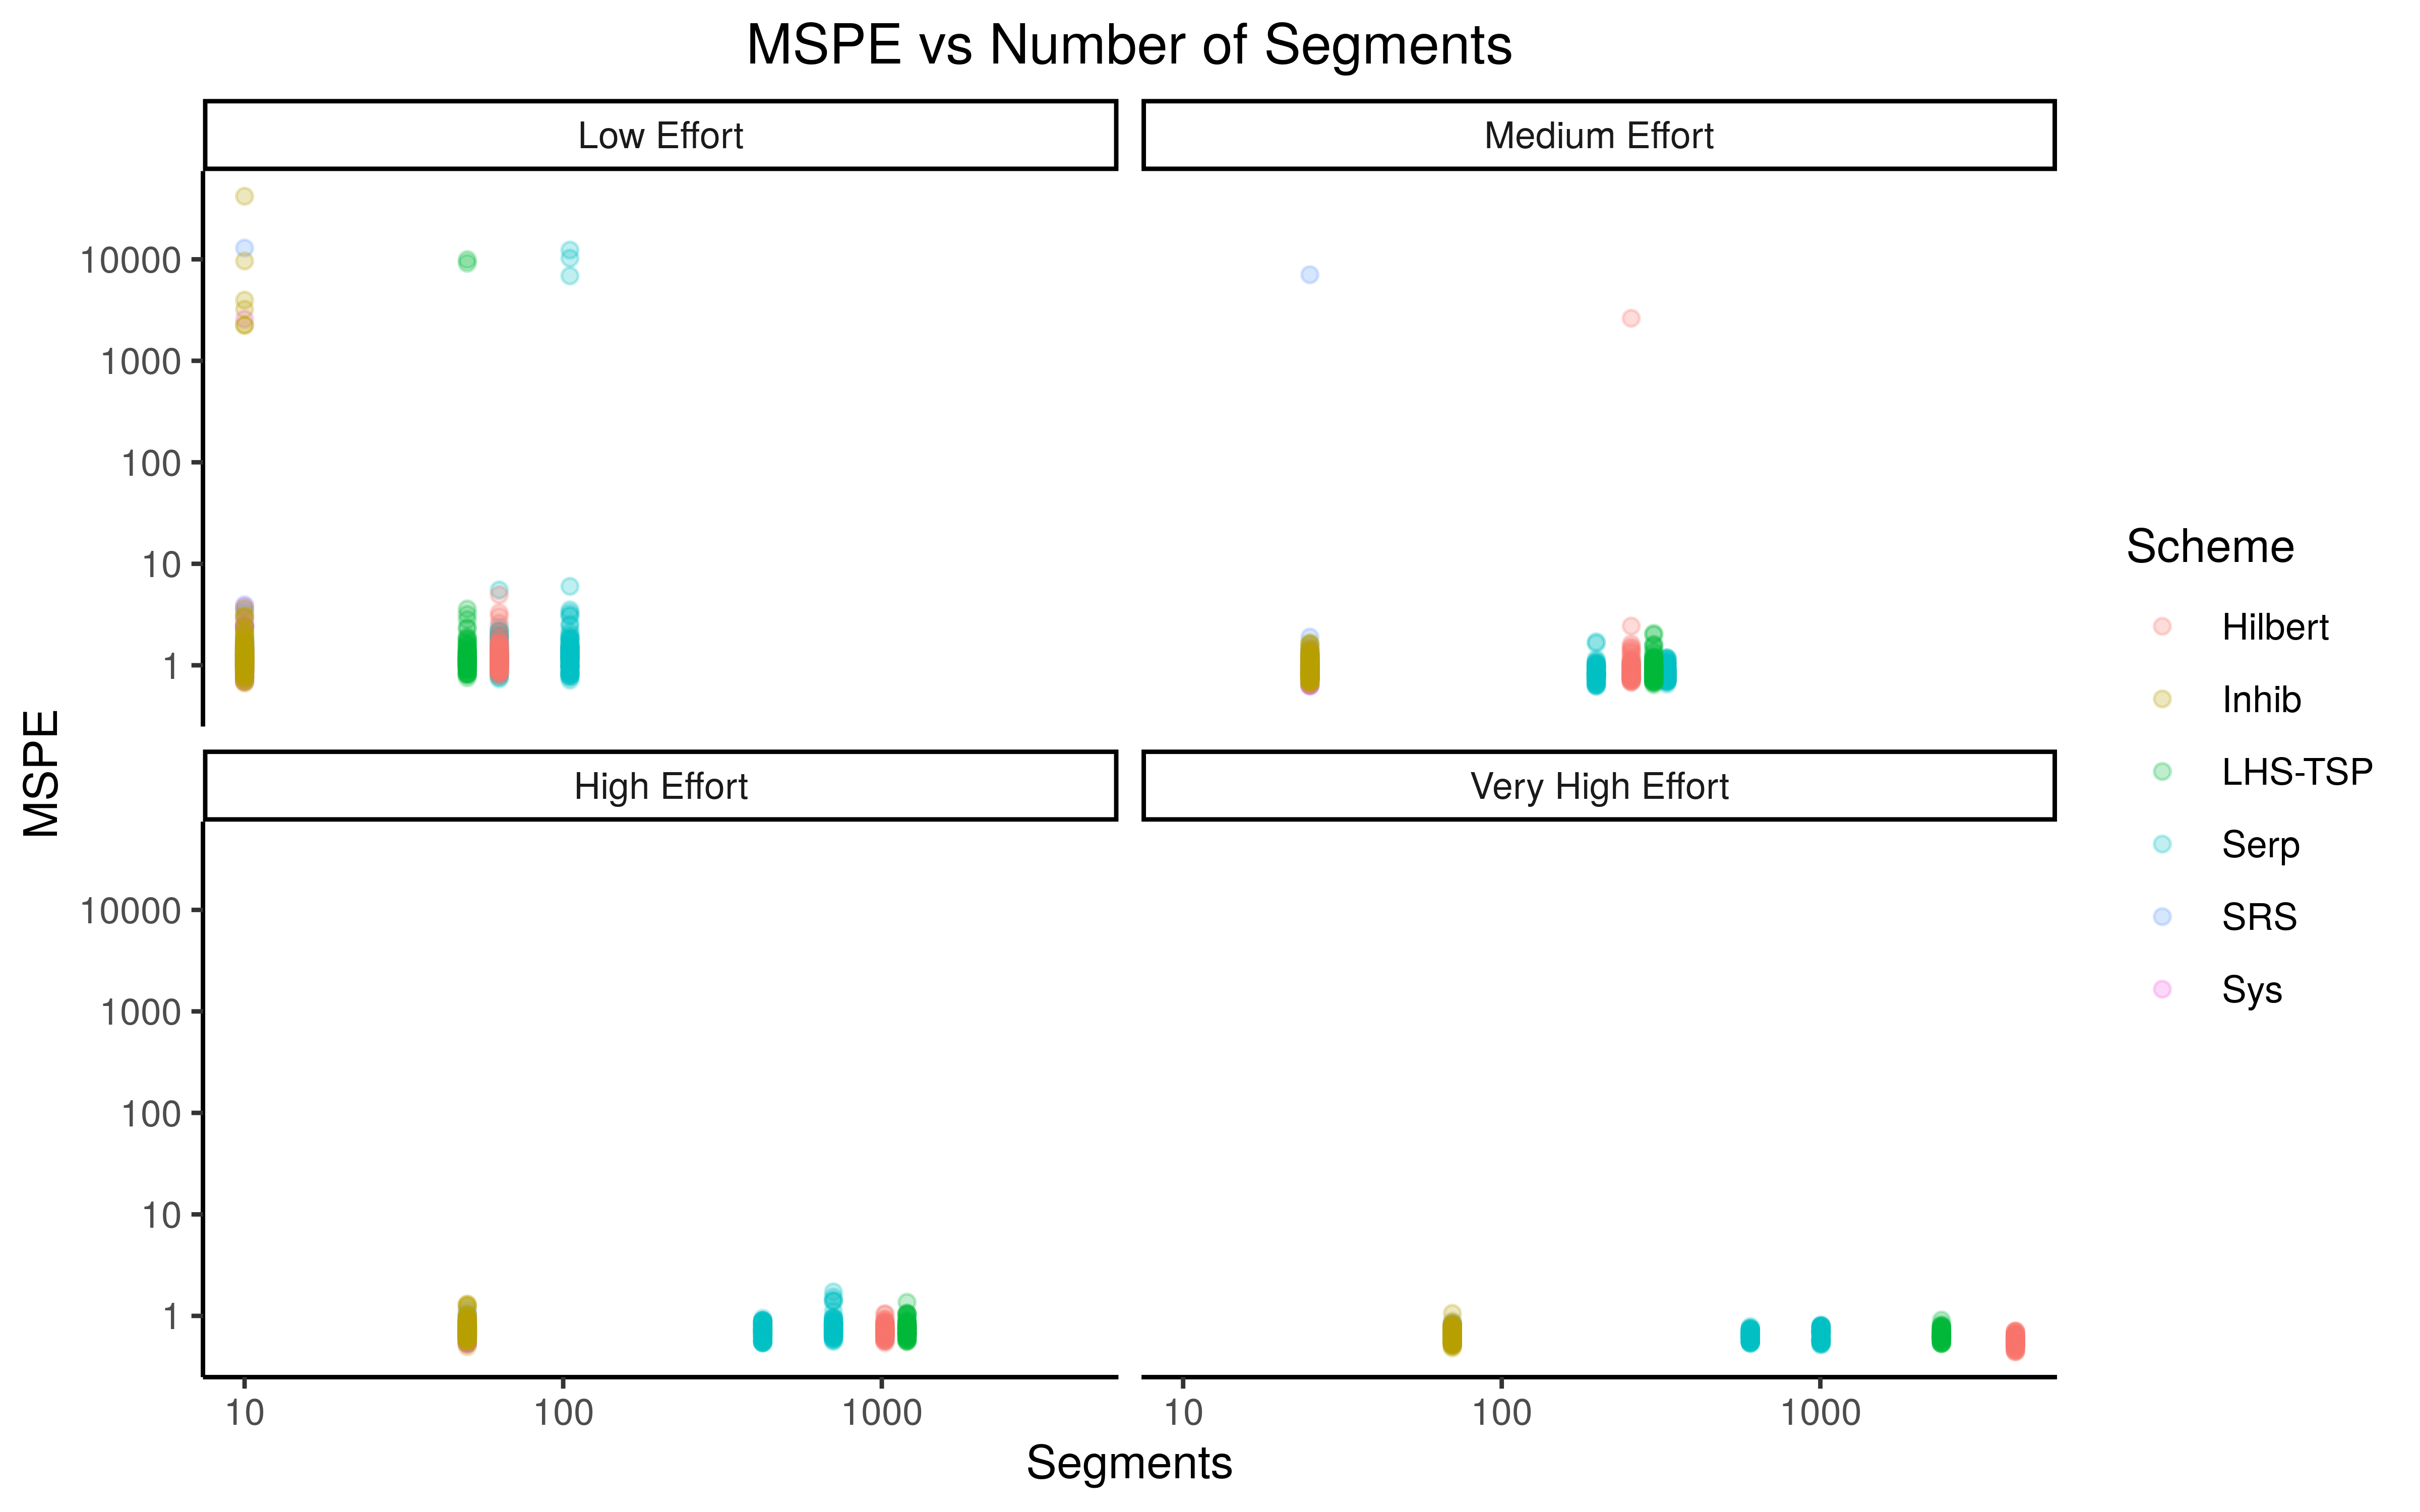 MSPE vs Number of Segments
Low Effort
Medium Effort
10000
1000
100
10
1
High Effort
Very High Effort
10000
1000
100
10
1
10
100
1000
10
100
1000
MSPE
Segments
Scheme
Hilbert
Inhib
LHS-TSP
Serp
SRS
Sys